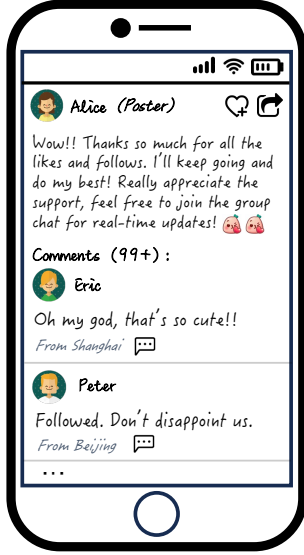 Alice (Poster)
Wow!! Thanks so much for all the
likes and follows. I'll keep going and
do my best! Really appreciate the
support, feel free to join the group
chat for real-time updates!
Comments (99+) :
Eric
Oh my god, that's so cute!!
From Shanghai
Peter
Followed. Don't disappoint us.
From Beijing
...